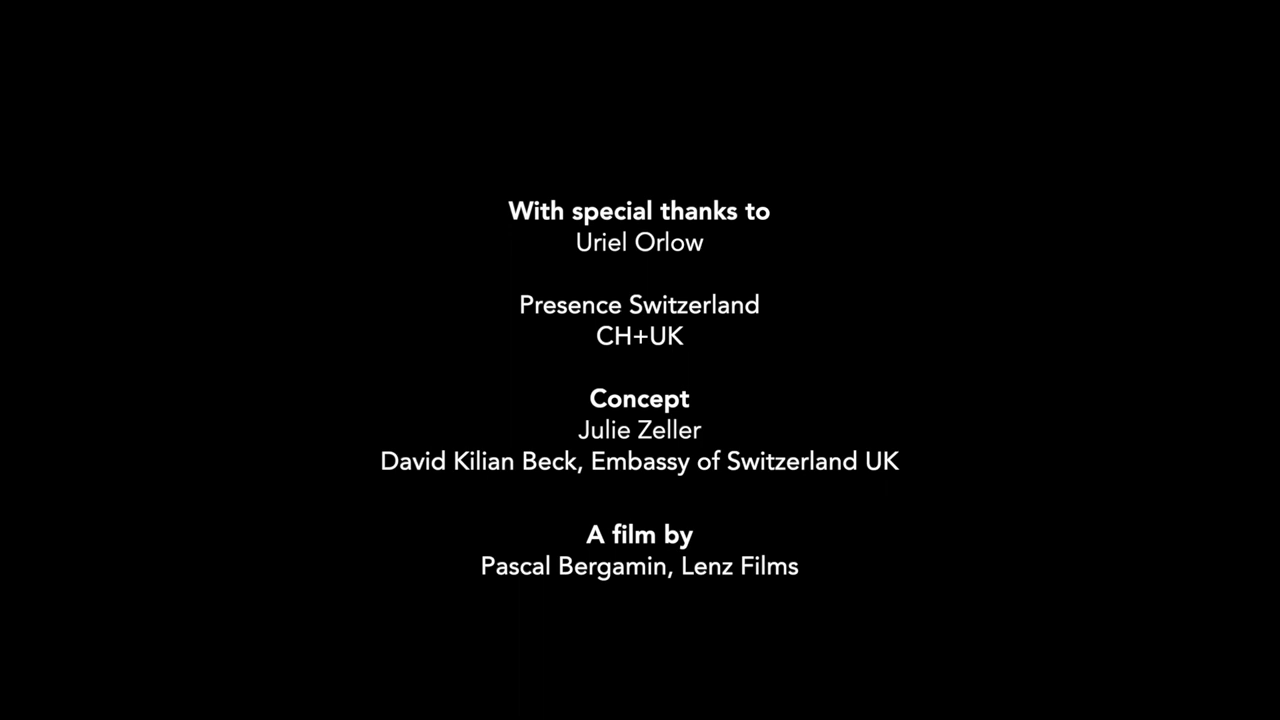 With special thanks to
Uriel Orlow
Presence Switzerland
CH+UK
Concept
Julie Zeller
David Kilian Beck, Embassy of Switzerland UK
A film by
Pascal Bergamin, Lenz Films